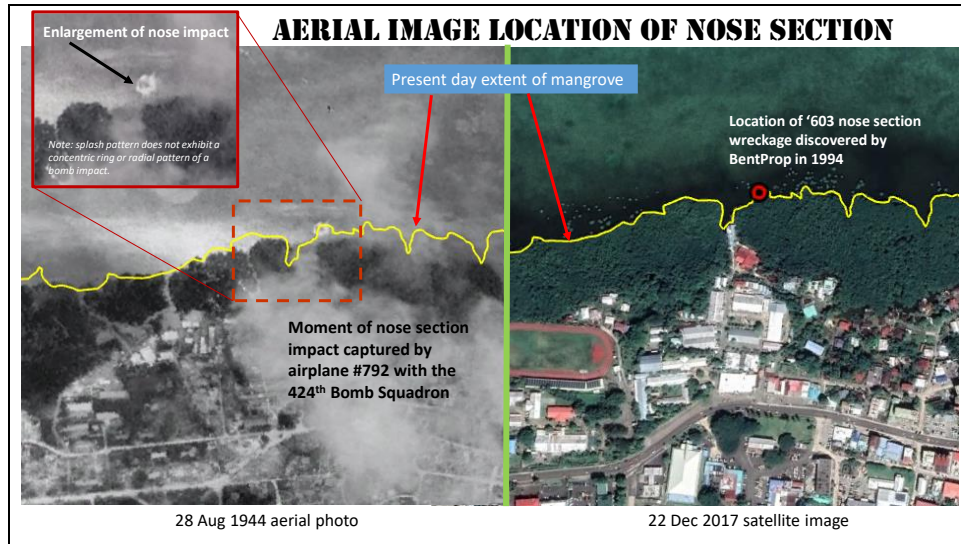 AERIAL IMAGE LOCATION OF NOSE SECTION
Enlargement of nose impact
Note: splash pattern does not exhibit a
concentric ring or radial pattern of a
bomb impact.
Present day extent of mangrove
Location of ‘603 nose section
wreckage discovered by
BentProp in 1994
Moment of nose section
impact captured by
airplane #792 with the
424th Bomb Squadron
28 Aug 1944 aerial photo
22 Dec 2017 satellite image